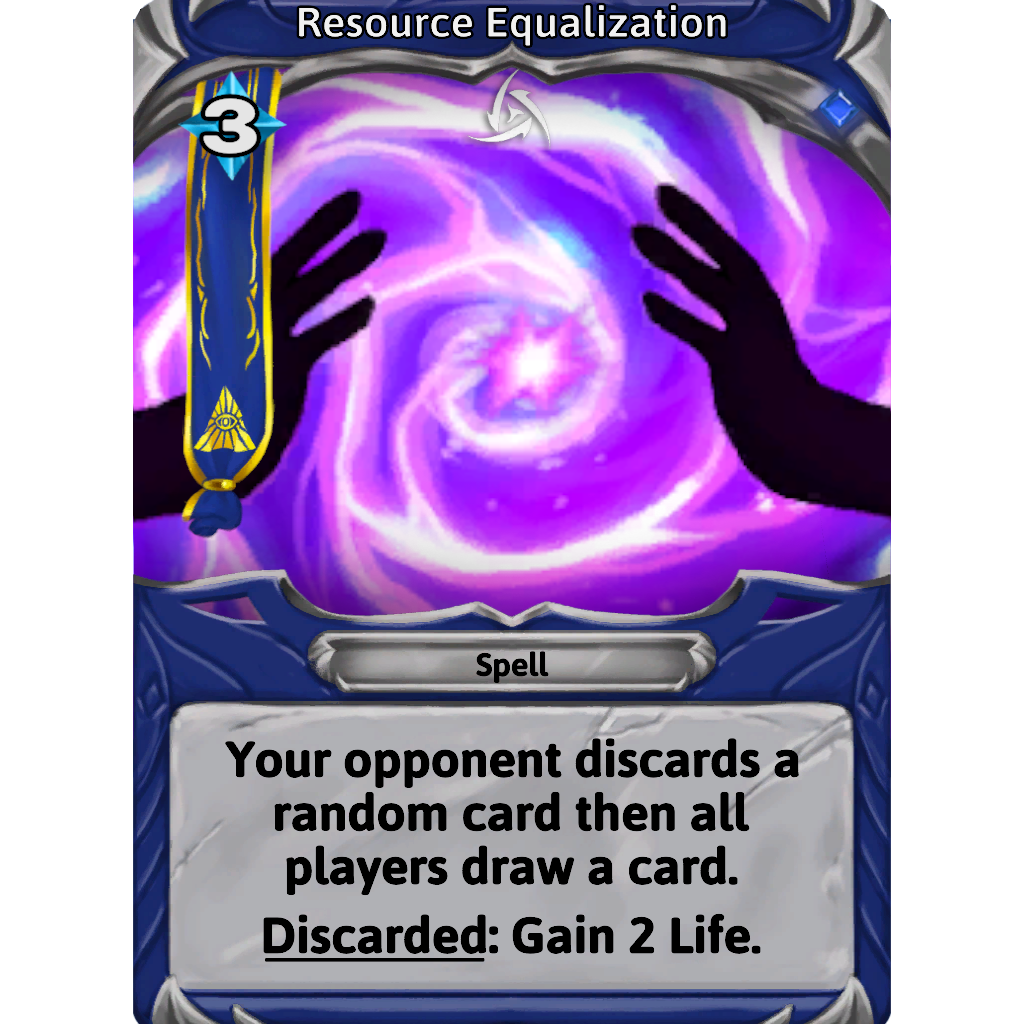 Resource Equalization
3
Spell
Your opponent discards a
random card then all
players draw a card.
Discarded: Gain 2 Life.